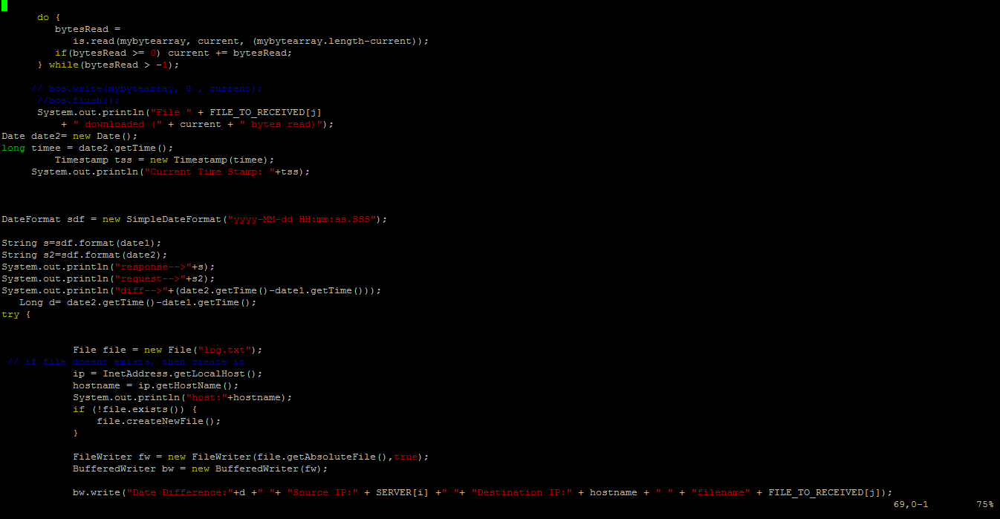 do {
bytesRead =
is.read(mybytearray, current, (mybytearray.length-current));
if(bytesRead >= 0) current += bytesRead;
} while(bytesRead > -1);
// bos.write(mybytearray, 0 , current);
//bos.flush();
System.out.println("File " + FILE_TO_RECEIVED[j]
+ " downloaded (" + current + " bytes read)");
Date date2= new Date();
long timee = date2.getTime();
Timestamp tss = new Timestamp(timee);
System.out.println("Current Time Stamp: "+tss);
DateFormat sdf = new SimpleDateFormat("yyyy-MM-dd HH:mm:ss.SSS");
String s=sdf.format(date1);
String s2=sdf.format(date2);
System.out.println("response-->"+s);
System.out.println("request-->"+s2);
System.out.println("diff-->"+(date2.getTime()-date1.getTime()));
Long d= date2.getTime()-date1.getTime();
try {
File file = new File("log.txt");
// if file doesnt exists, then create it
ip = InetAddress.getLocalHost();
hostname = ip.getHostName();
System.out.println("host:"+hostname);
if (!file.exists()) {
file.createNewFile();
}
FileWriter fw = new FileWriter(file.getAbsoluteFile(),true);
BufferedWriter bw = new BufferedWriter(fw);
bw.write("Date Difference:"+d +" "+ "Source IP:" + SERVER[i] +" "+ "Destination IP:" + hostname + " " + "filename" + FILE_TO_RECEIVED[j]);
69,0-1 75%